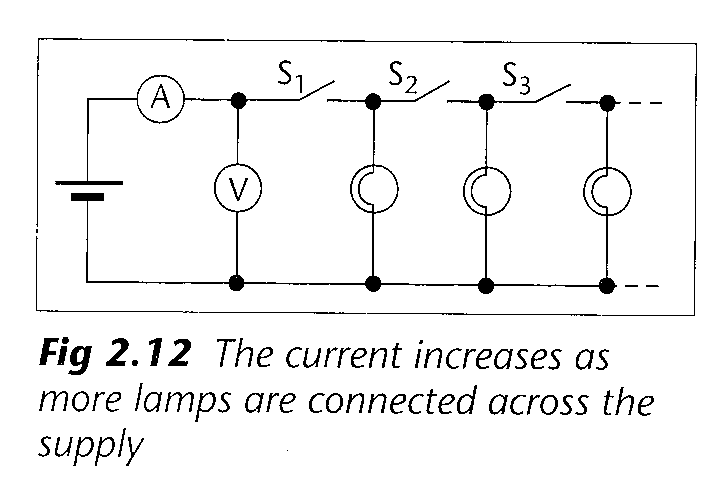 S1 S2 S3
A
V
Fig 2.12 The current increases as
more lamps are connected across the
supply